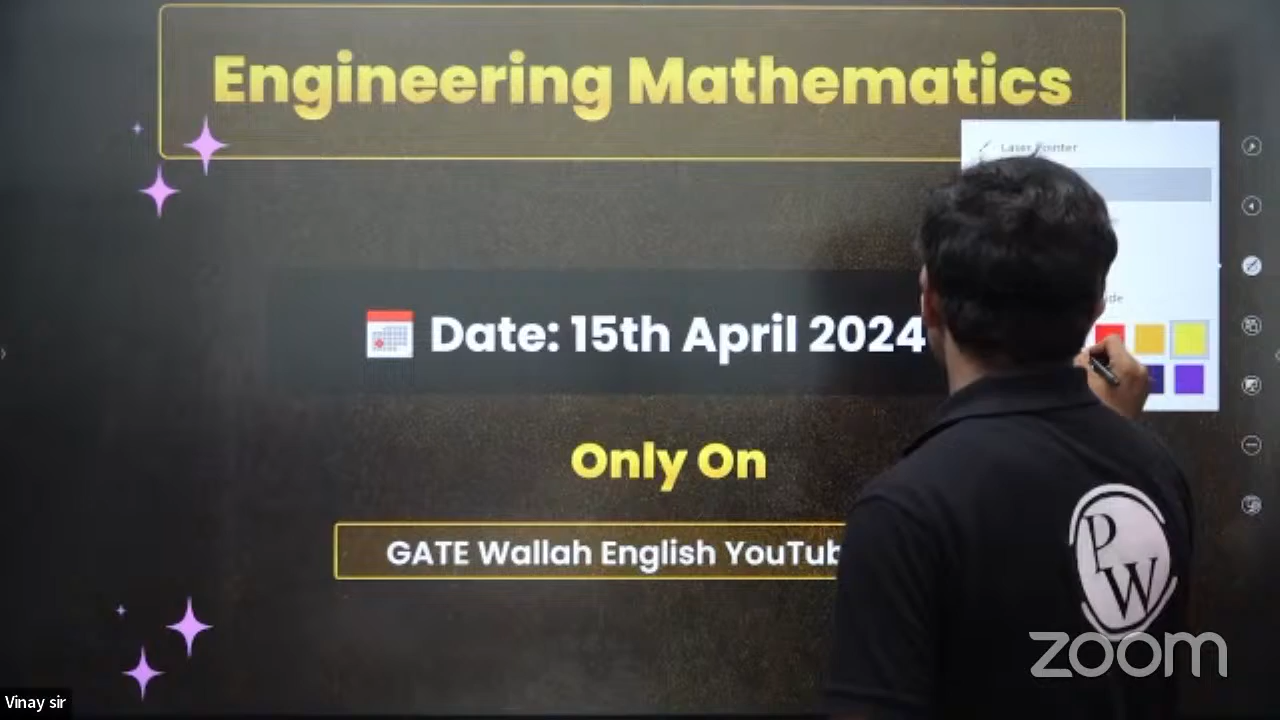 Engineering Mathematics
Laser Pointer
Date: 15th April 2024
Only On
GATE Wallah English YouTub
PW
zoom
Vinay sir